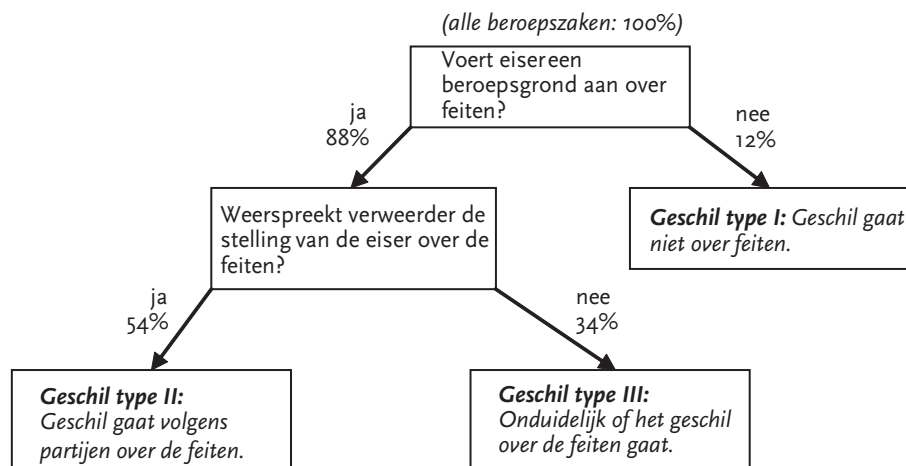 (alle beroepszaken: 100%)
Voert eisereen
beroepsgrond aan over
feiten?
ja
88%
nee
12%
Weerspreekt verweerder de
stelling van de eiser over de
feiten?
Geschil type I: Geschil gaat
niet over feiten.
ja
54%
nee
34%
Geschil type II:
Geschil gaat volgens
partijen over de feiten.
Geschil type III:
Onduidelijk of het geschil
over de feiten gaat.